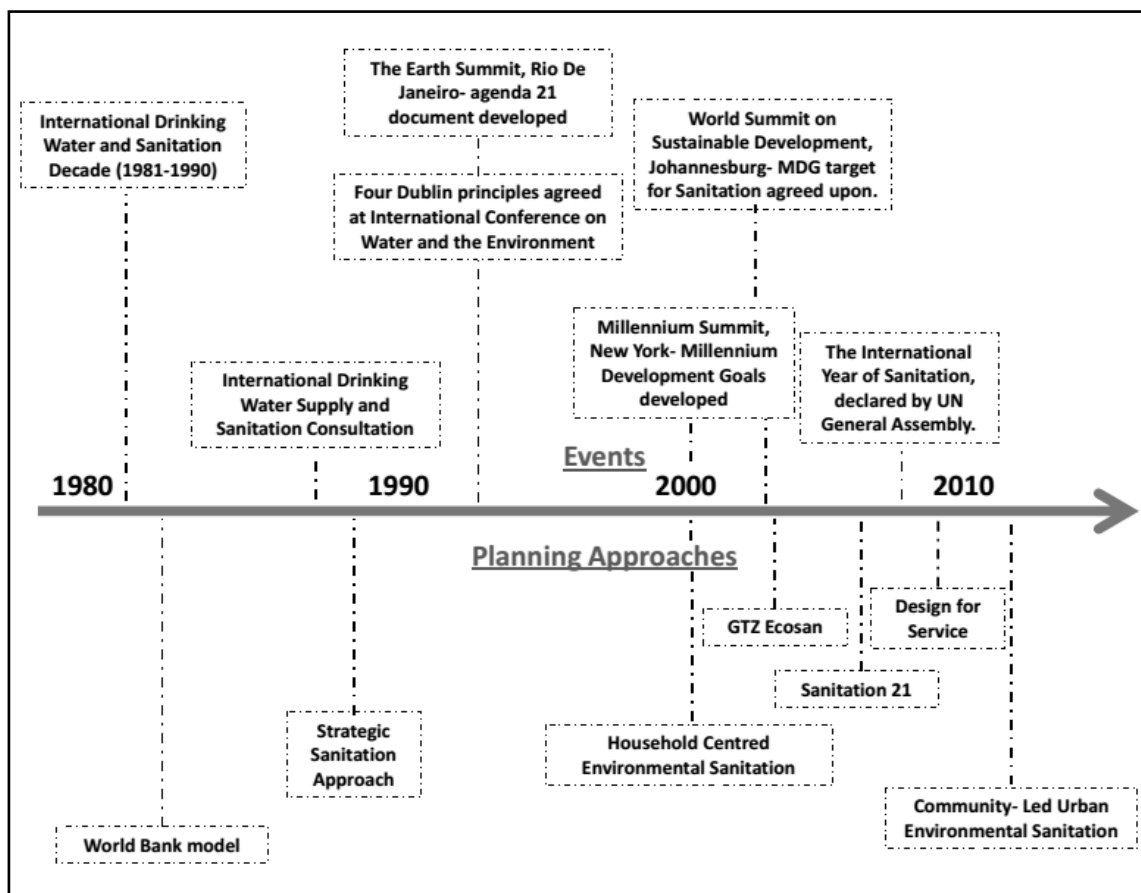 The Earth Summit, Rio De
Janeiro- agenda 21
document developed
International Drinking
Water and Sanitation
Decade (1981-1990)
World Summit on
Sustainable Development,
Johannesburg- MDG target
for Sanitation agreed upon.
Four Dublin principles agreed
at International Conference on
Water and the Environment
Millennium Summit,
New York- Millennium
Development Goals
developed
The International
Year of Sanitation,
declared by UN
General Assembly.
International Drinking
Water Supply and
Sanitation Consultation
Events
1980 1990 2000 2010
Planning Approaches
GTZ Ecosan
Design for
Service
Sanitation 21
Strategic
Sanitation
Approach
Household Centred
Environmental Sanitation
Community- Led Urban
Environmental Sanitation
World Bank model